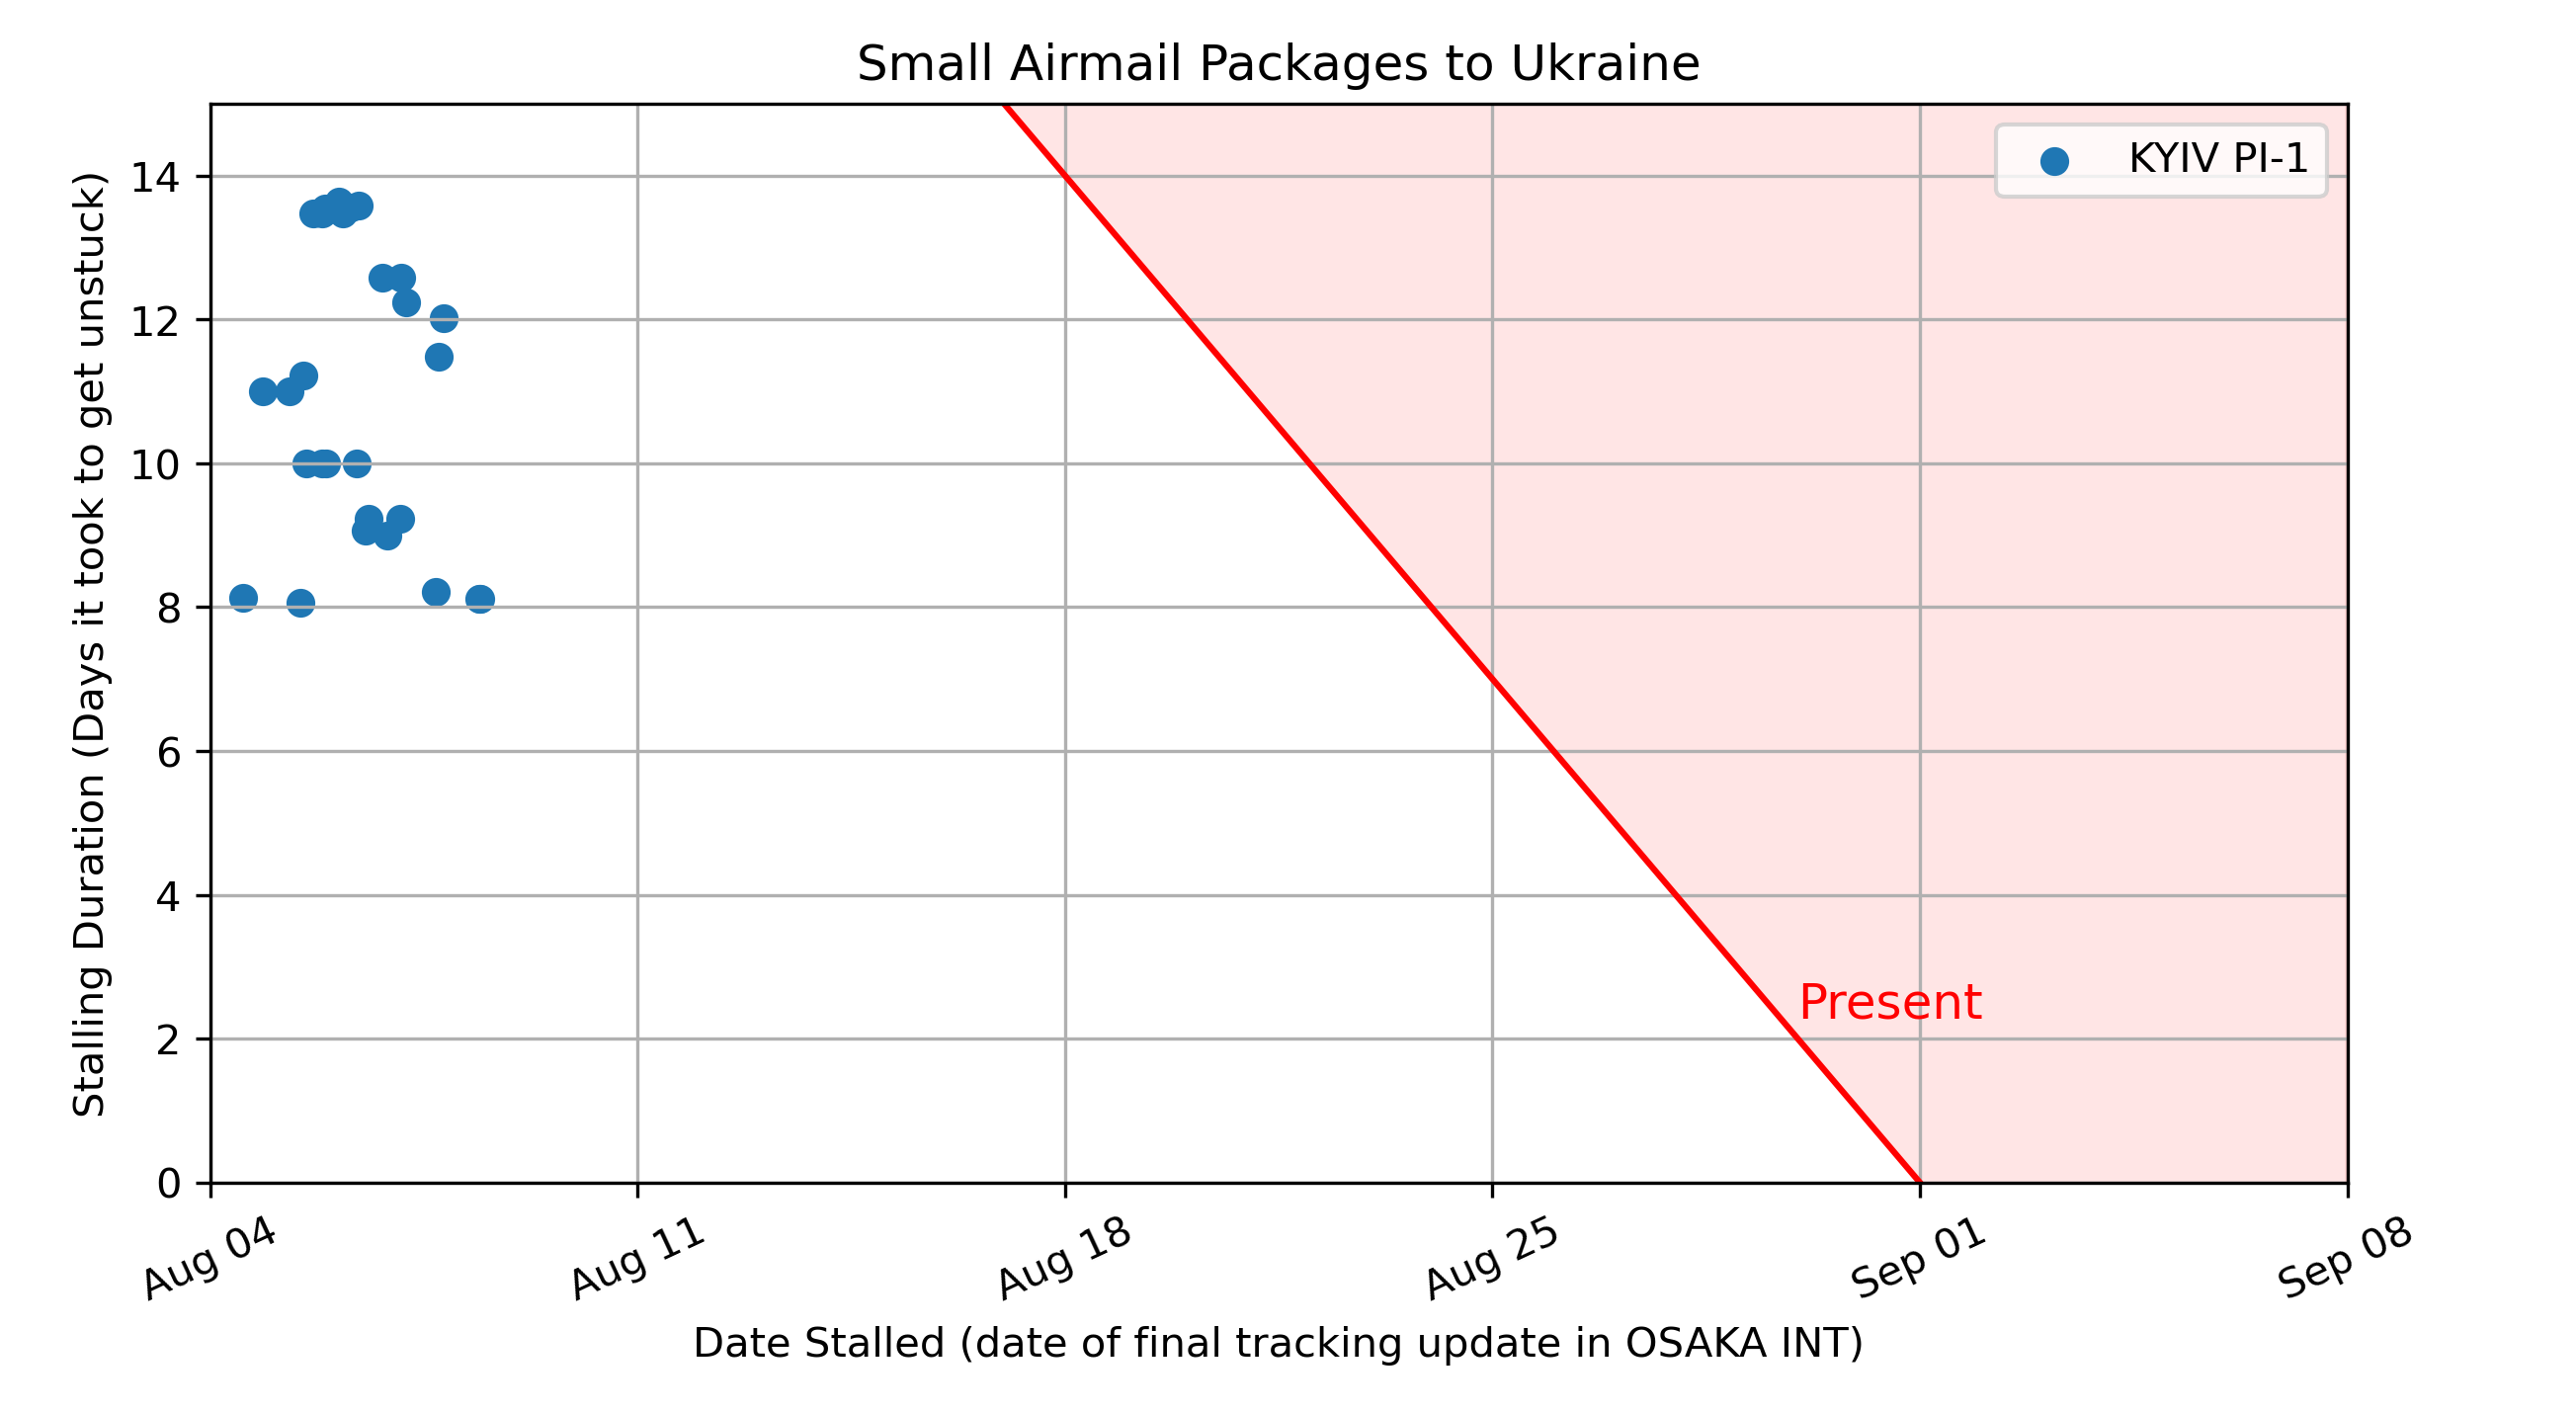 Small Airmail Packages to Ukraine
KYIV PI-1
Stalling Duration (Days it took to get unstuck)
14
12
10
8
6
4
2
0
Present
Aug 04
Aug 11
Aug 18
Aug 25
Sep 01
Sep 08
Date Stalled (date of final tracking update in OSAKA INT)